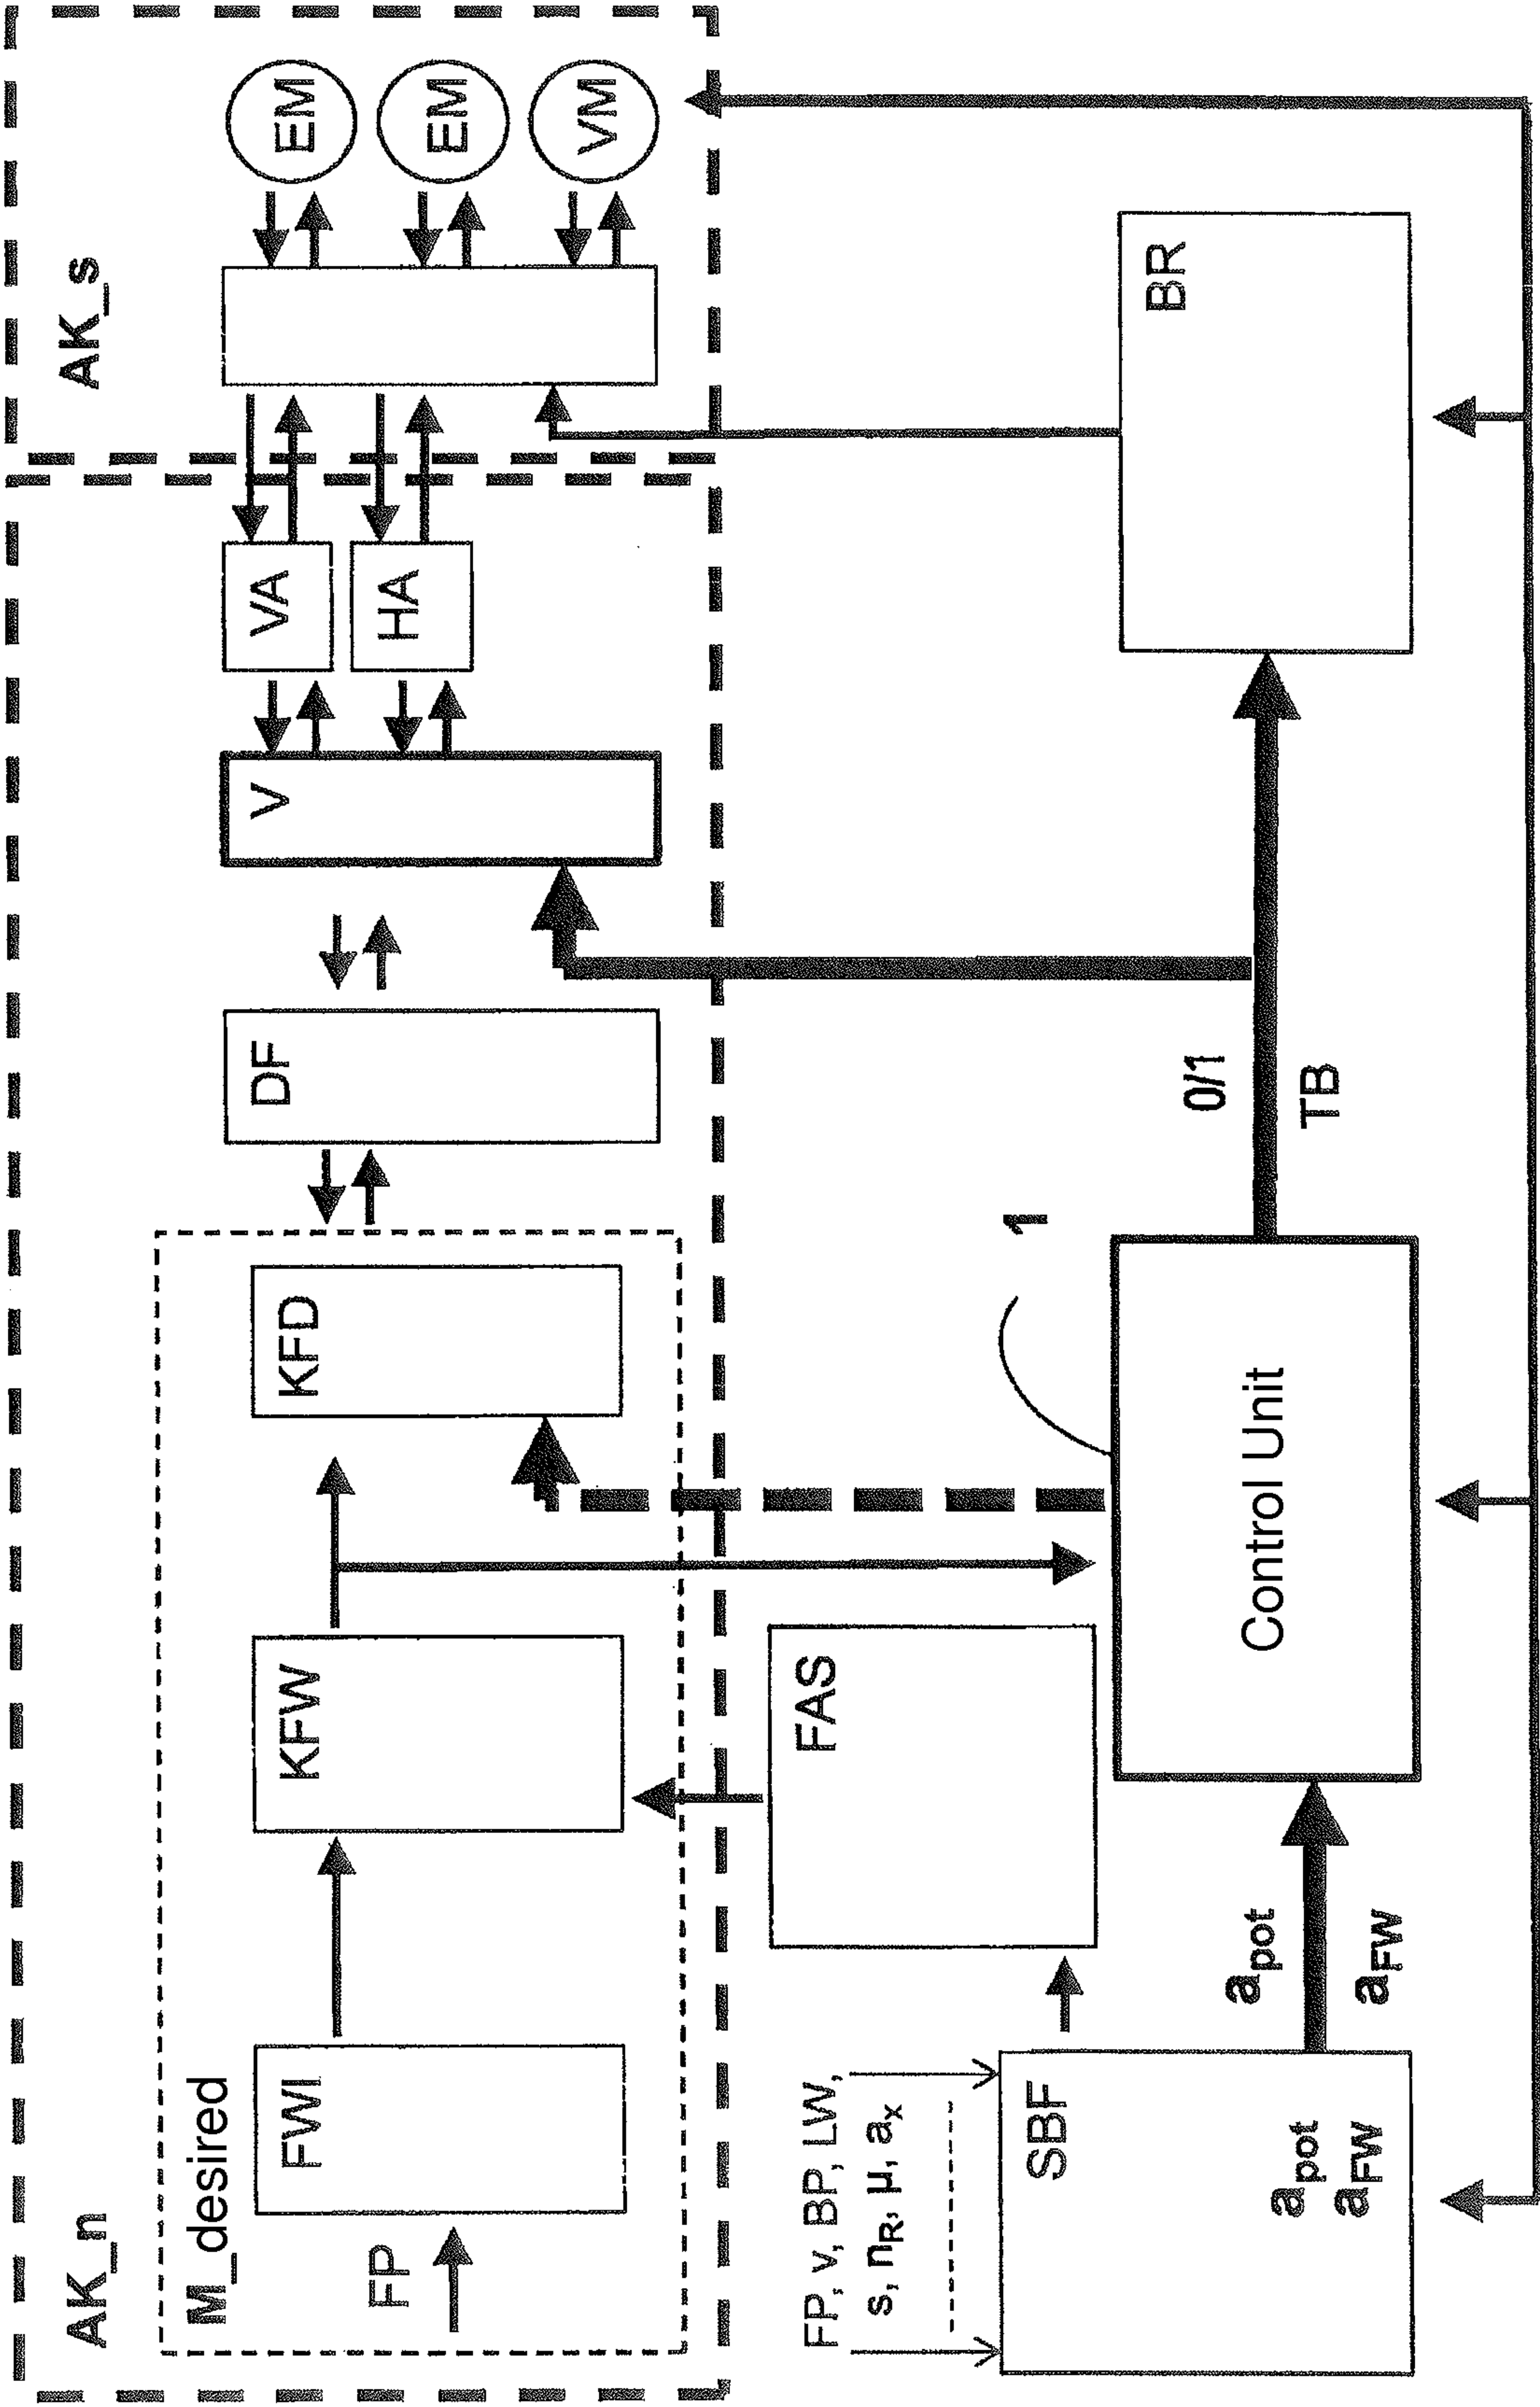 AK_n
AK_s
M_desired
FP
FWI
KFW
KFD
DF
V
VA
HA
EM
EM
VM
FP, v, BP, LW,
s, nR, µ, ax
SBF
apot
aFW
FAS
apot
aFW
Control Unit
1
0/1
TB
BR